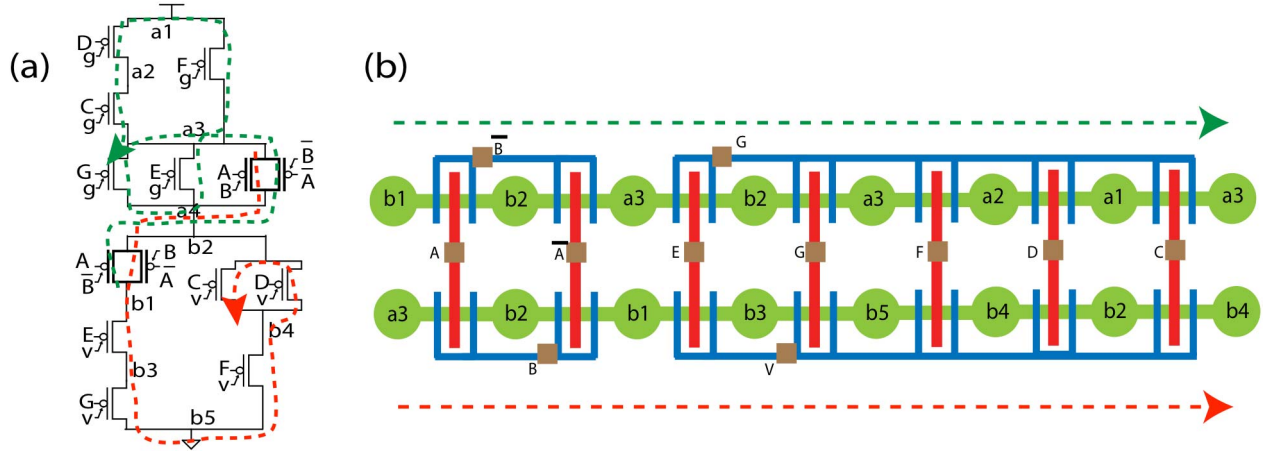 (a)
a1
D
g
a2
F
g
C
g
a3
G
g
E
g
A
B
B̅
A̅
a4
b2
A
B̅
B
A̅
C
v
D
v
b1
b4
E
v
b3
F
v
G
v
b5
(b)
B̅
G
b1 b2 a3 b2 a3 a2 a1 a3
A A̅ E G F D C
a3 b2 b1 b3 b5 b4 b2 b4
B
V